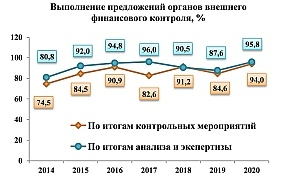 Выполнение предложений органов внешнего
финансового контроля, %
120
100
80
60
40
20
0
80,8 92,0 94,8 96,0 90,5 87,6 95,8
74,5 84,5 90,9 82,6 91,2 84,6 94,0
2014 2015 2016 2017 2018 2019 2020
По итогам контрольных мероприятий
По итогам анализа и экспертизы